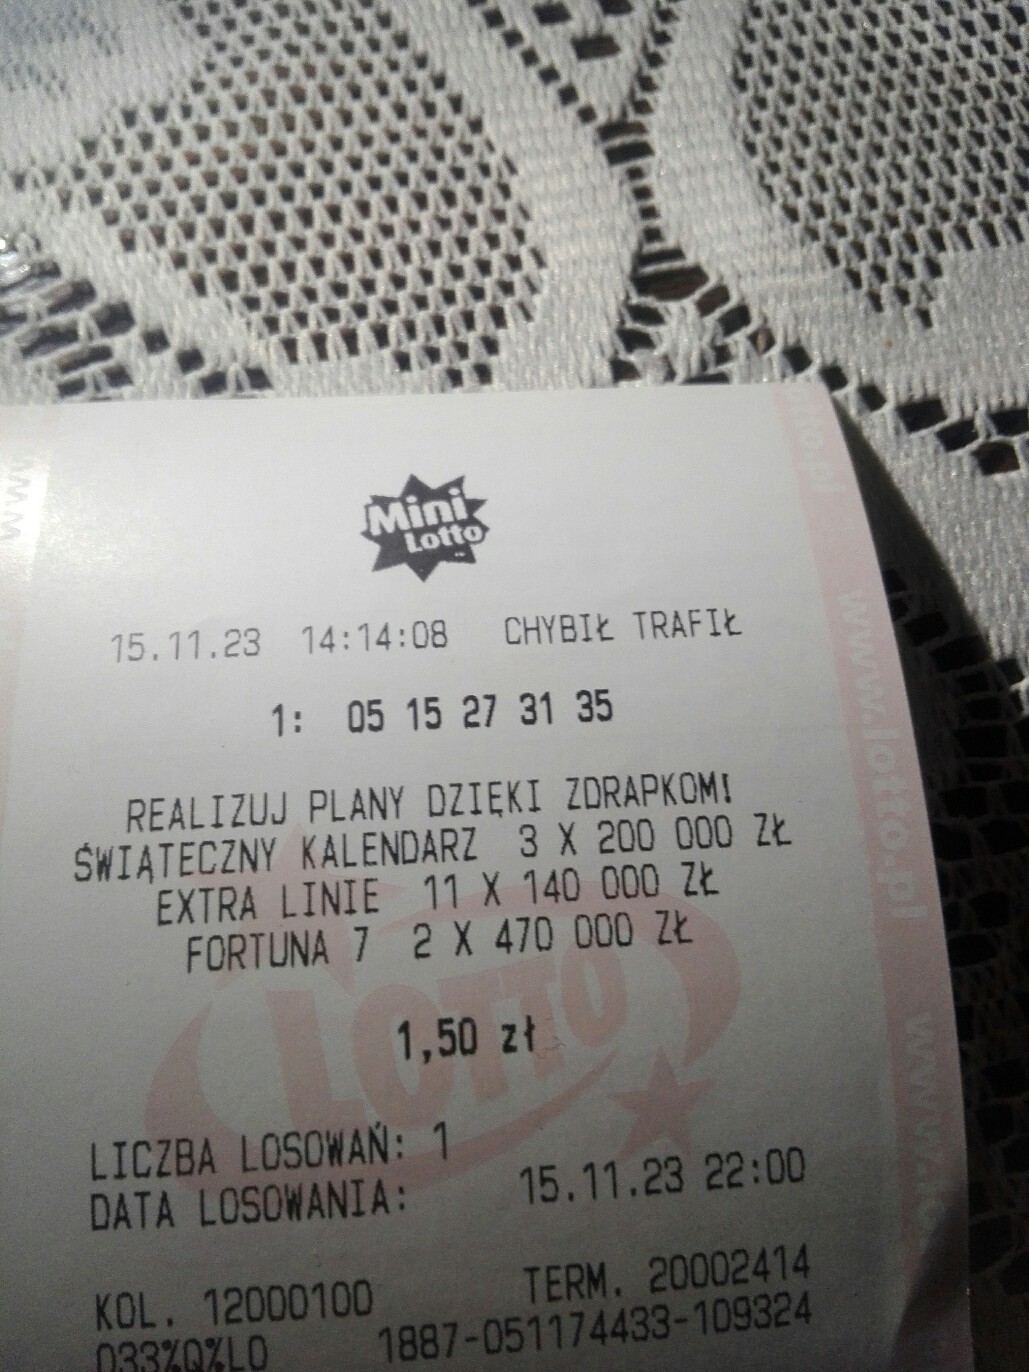 Mini
Lotto
15.11.23 14:14:08 CHYBIŁ TRAFIŁ
1: 05 15 27 31 35
REALIZUJ PLANY DZIĘKI ZDRAPKOM!
ŚWIĄTECZNY KALENDARZ 3 X 200 000 ZŁ
EXTRA LINIE 11 X 140 000 ZŁ
FORTUNA 7 2 X 470 000 ZŁ
LOTTO
1,50 zł
LICZBA LOSOWAŃ: 1
DATA LOSOWANIA: 15.11.23 22:00
KOL. 12000100 TERM. 20002414
033%Q%L0 1887-051174433-109324
www.lotto.pl